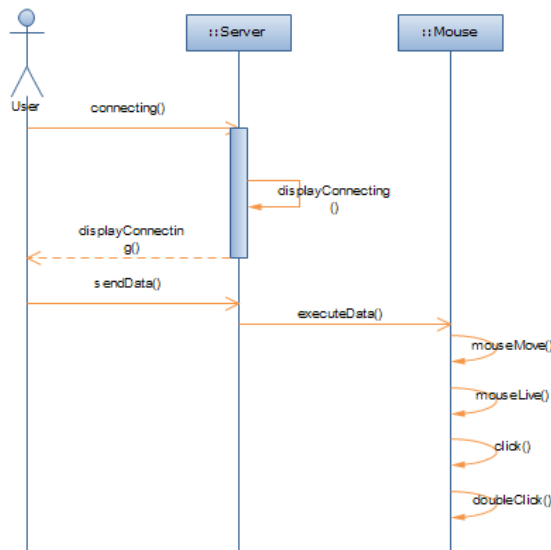 ::Server
::Mouse
User
connecting()
displayConnecting
()
displayConnectin
g()
sendData()
executeData()
mouseMove()
mouseLive()
click()
doubleClick()